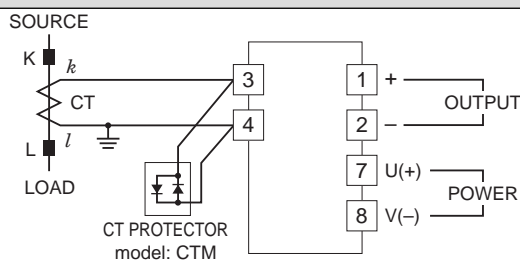 SOURCE
K
k
CT
L
l
LOAD
3
4
CT PROTECTOR
model: CTM
1 +
2 –
OUTPUT
7 U(+)
8 V(–)
POWER